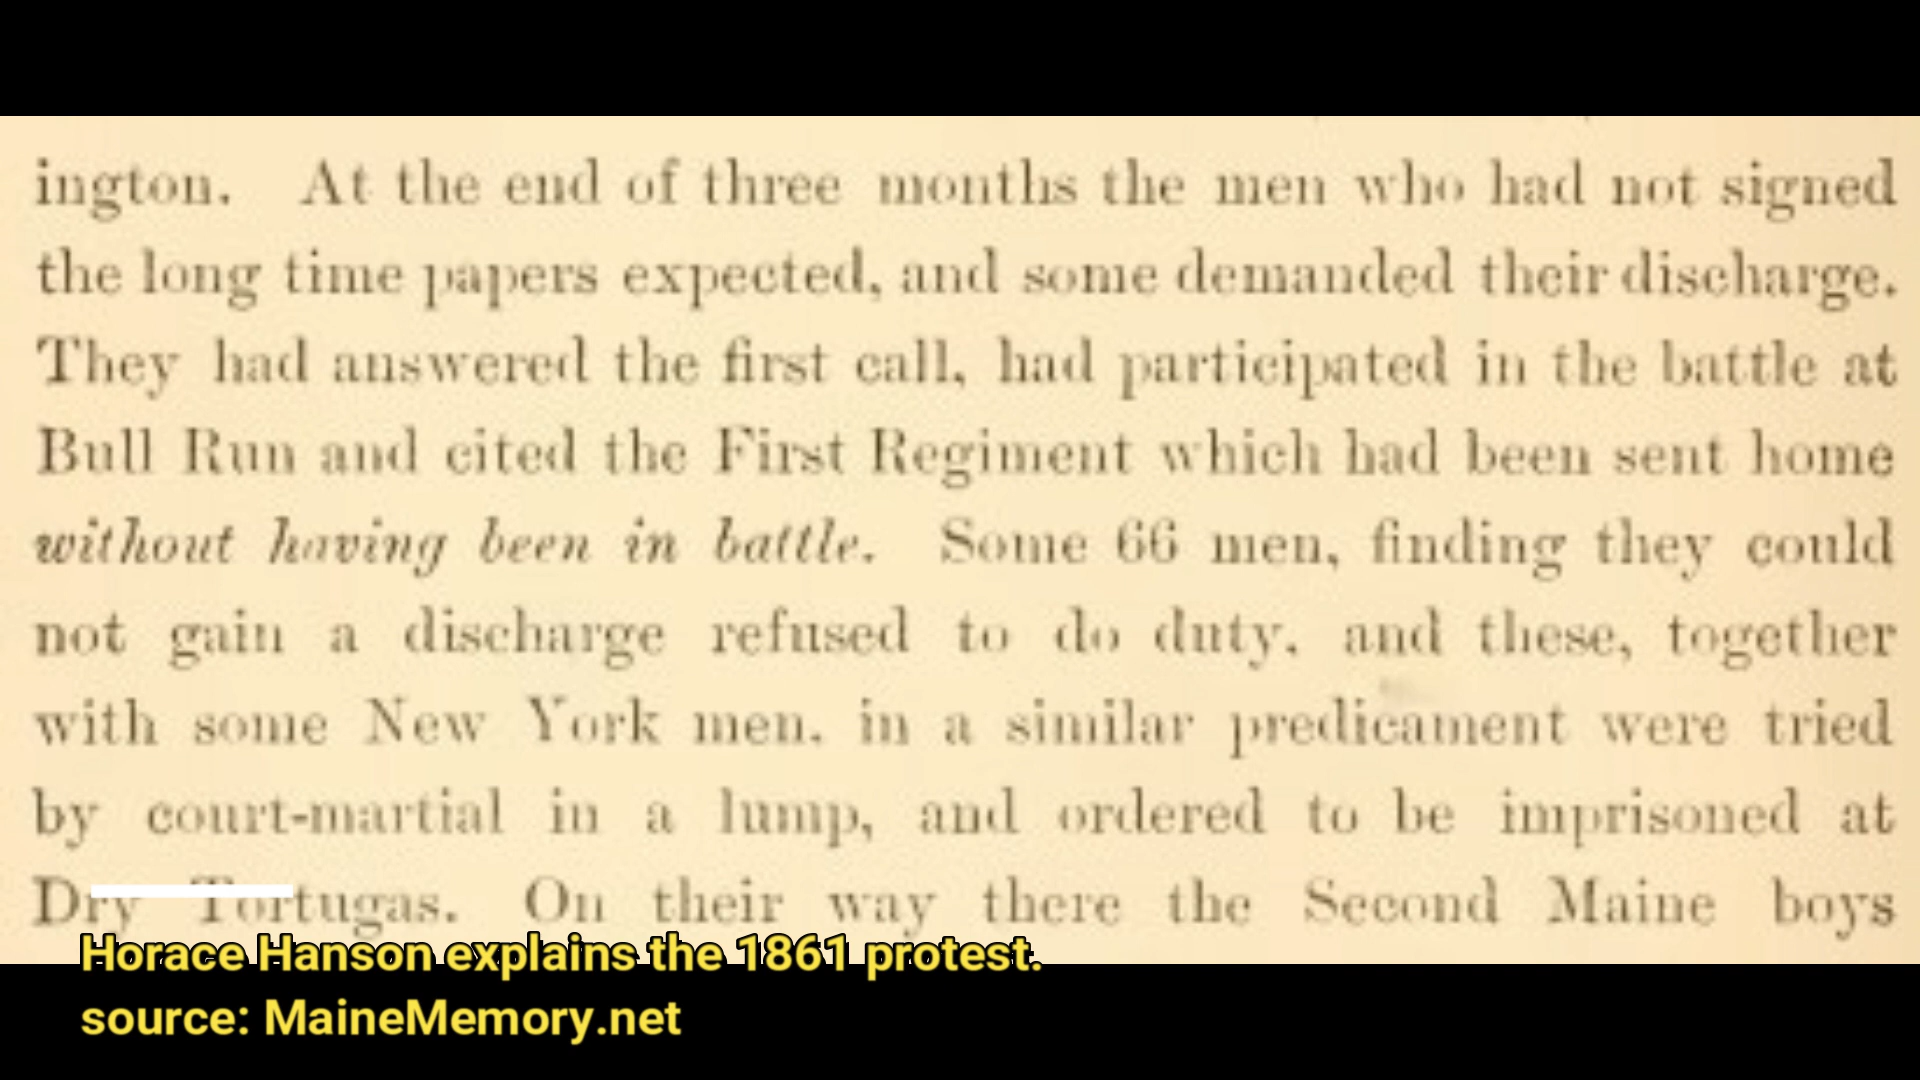 ington. At the end of three months the men who had not signed
the long time papers expected, and some demanded their discharge.
They had answered the first call, had participated in the battle at
Bull Run and cited the First Regiment which had been sent home
without having been in battle. Some 66 men, finding they could
not gain a discharge refused to do duty, and these, together
with some New York men, in a similar predicament were tried
by court-martial in a lump, and ordered to be imprisoned at
Dry Tortugas. On their way there the Second Maine boys
Horace Hanson explains the 1861 protest.
source: MaineMemory.net